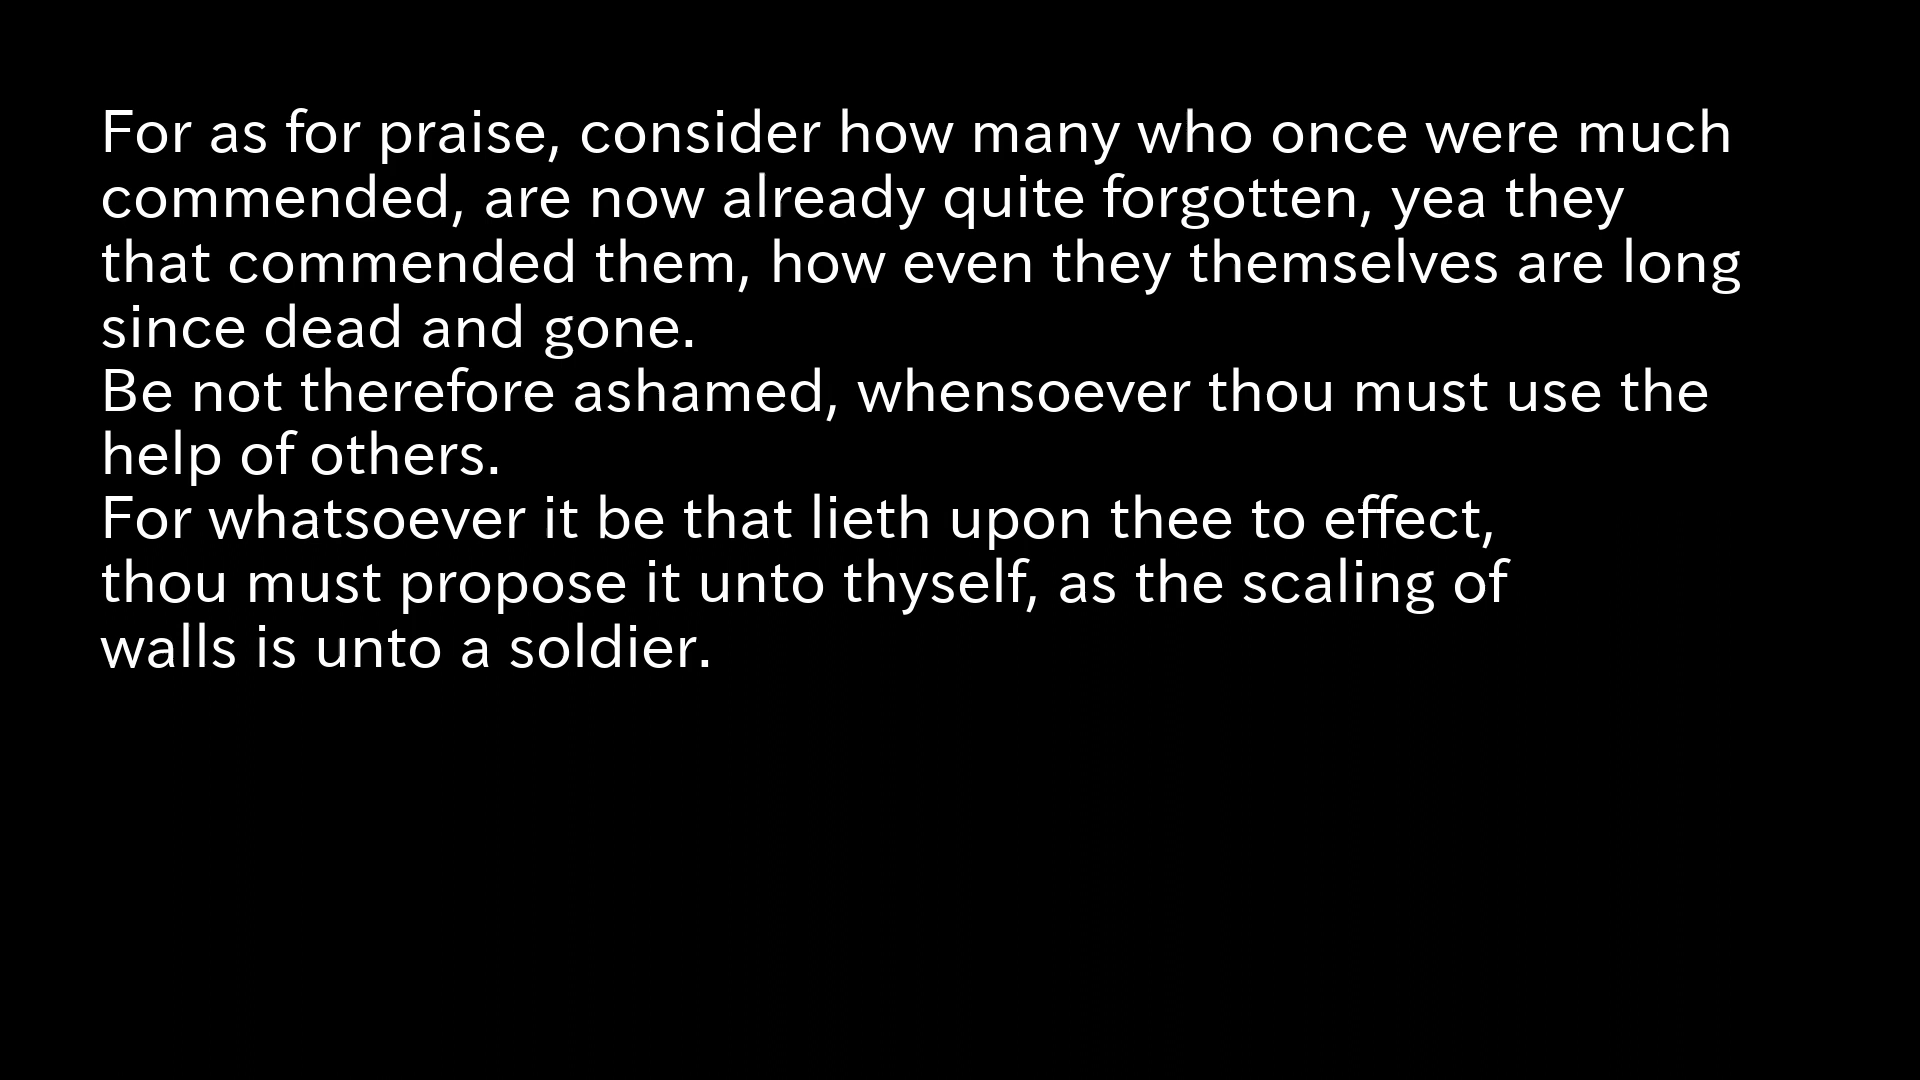 For as for praise, consider how many who once were much
commended, are now already quite forgotten, yea they
that commended them, how even they themselves are long
since dead and gone.
Be not therefore ashamed, whensoever thou must use the
help of others.
For whatsoever it be that lieth upon thee to effect,
thou must propose it unto thyself, as the scaling of
walls is unto a soldier.